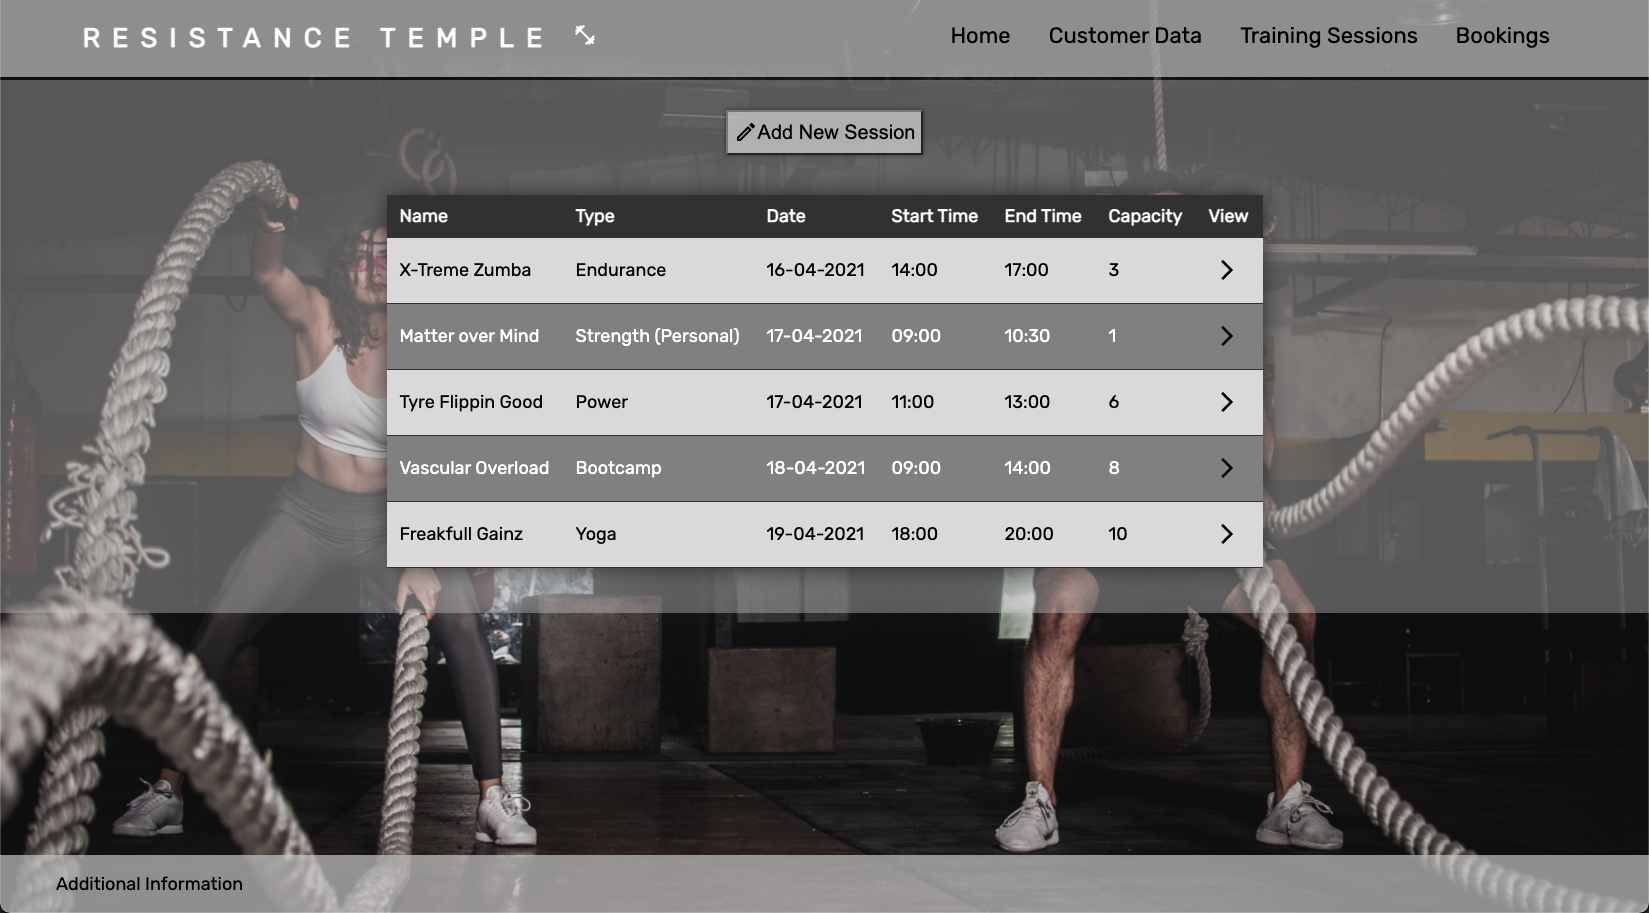 RESISTANCE TEMPLE
Home Customer Data Training Sessions Bookings
Add New Session
Name Type Date Start Time End Time Capacity View
X-Treme Zumba Endurance 16-04-2021 14:00 17:00 3
Matter over Mind Strength (Personal) 17-04-2021 09:00 10:30 1
Tyre Flippin Good Power 17-04-2021 11:00 13:00 6
Vascular Overload Bootcamp 18-04-2021 09:00 14:00 8
Freakfull Gainz Yoga 19-04-2021 18:00 20:00 10
Additional Information